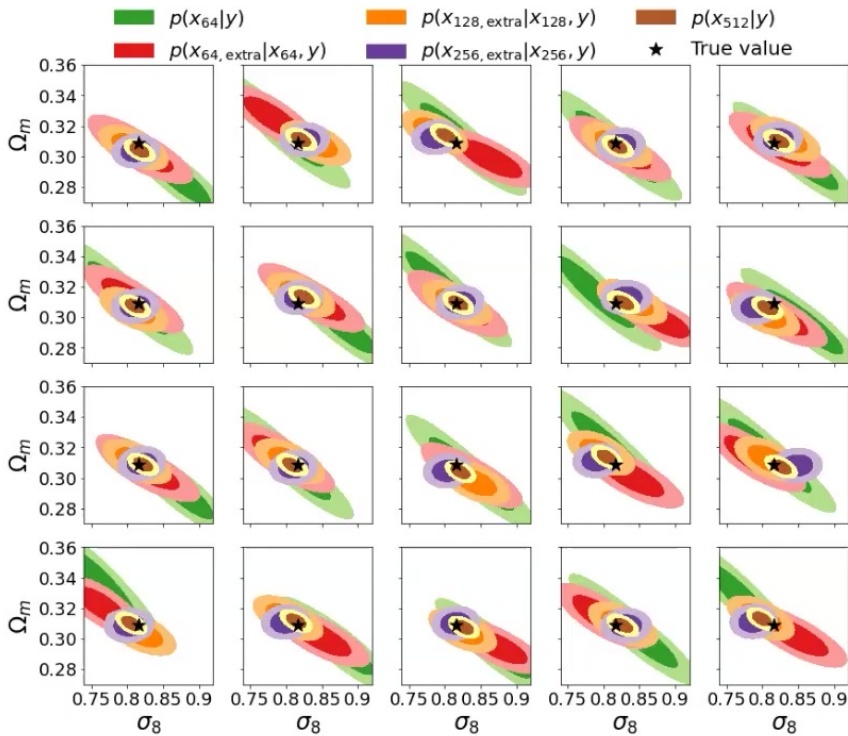 p(x₆₄|y) p(x₁₂₈,extra|x₁₂₈, y) p(x₅₁₂|y)
p(x₆₄,extra|x₆₄, y) p(x₂₅₆,extra|x₂₅₆, y) ★ True value
0.36
0.34
Ωm 0.32
0.30
0.28
0.36
0.34
Ωm 0.32
0.30
0.28
0.36
0.34
Ωm 0.32
0.30
0.28
0.36
0.34
Ωm 0.32
0.30
0.28
0.75 0.8 0.85 0.9 0.75 0.8 0.85 0.9 0.75 0.8 0.85 0.9 0.75 0.8 0.85 0.9 0.75 0.8 0.85 0.9
σ₈ σ₈ σ₈ σ₈ σ₈